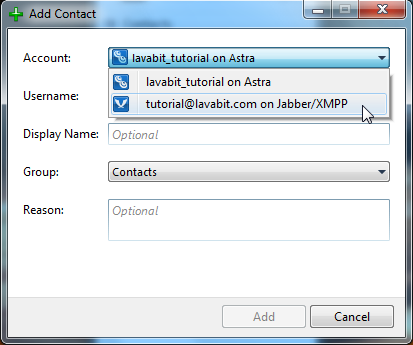 Add Contact
Account:
lavabit_tutorial on Astra
lavabit_tutorial on Astra
Username:
tutorial@lavabit.com on Jabber/XMPP
Display Name:
Optional
Group:
Contacts
Reason:
Optional
Add
Cancel